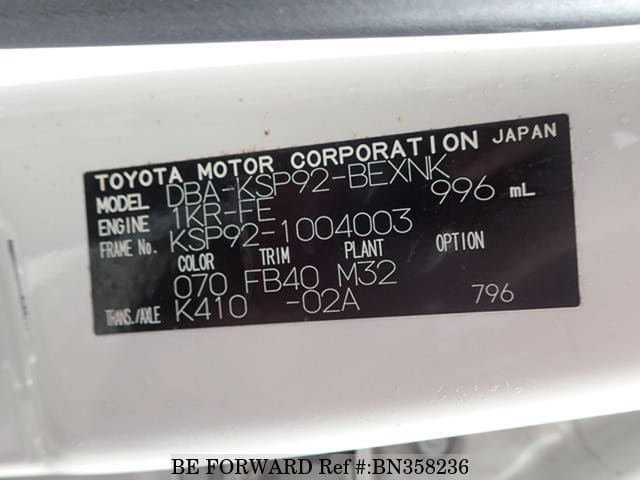 TOYOTA MOTOR CORPORATION JAPAN
MODEL DBA-KSP92-BEXNK
ENGINE 1KR-FE 996 mL
FRAME No. KSP92-1004003
COLOR TRIM PLANT OPTION
070 FB40 M32
TRANS./AXLE K410 -02A 796
BE FORWARD Ref #:BN358236